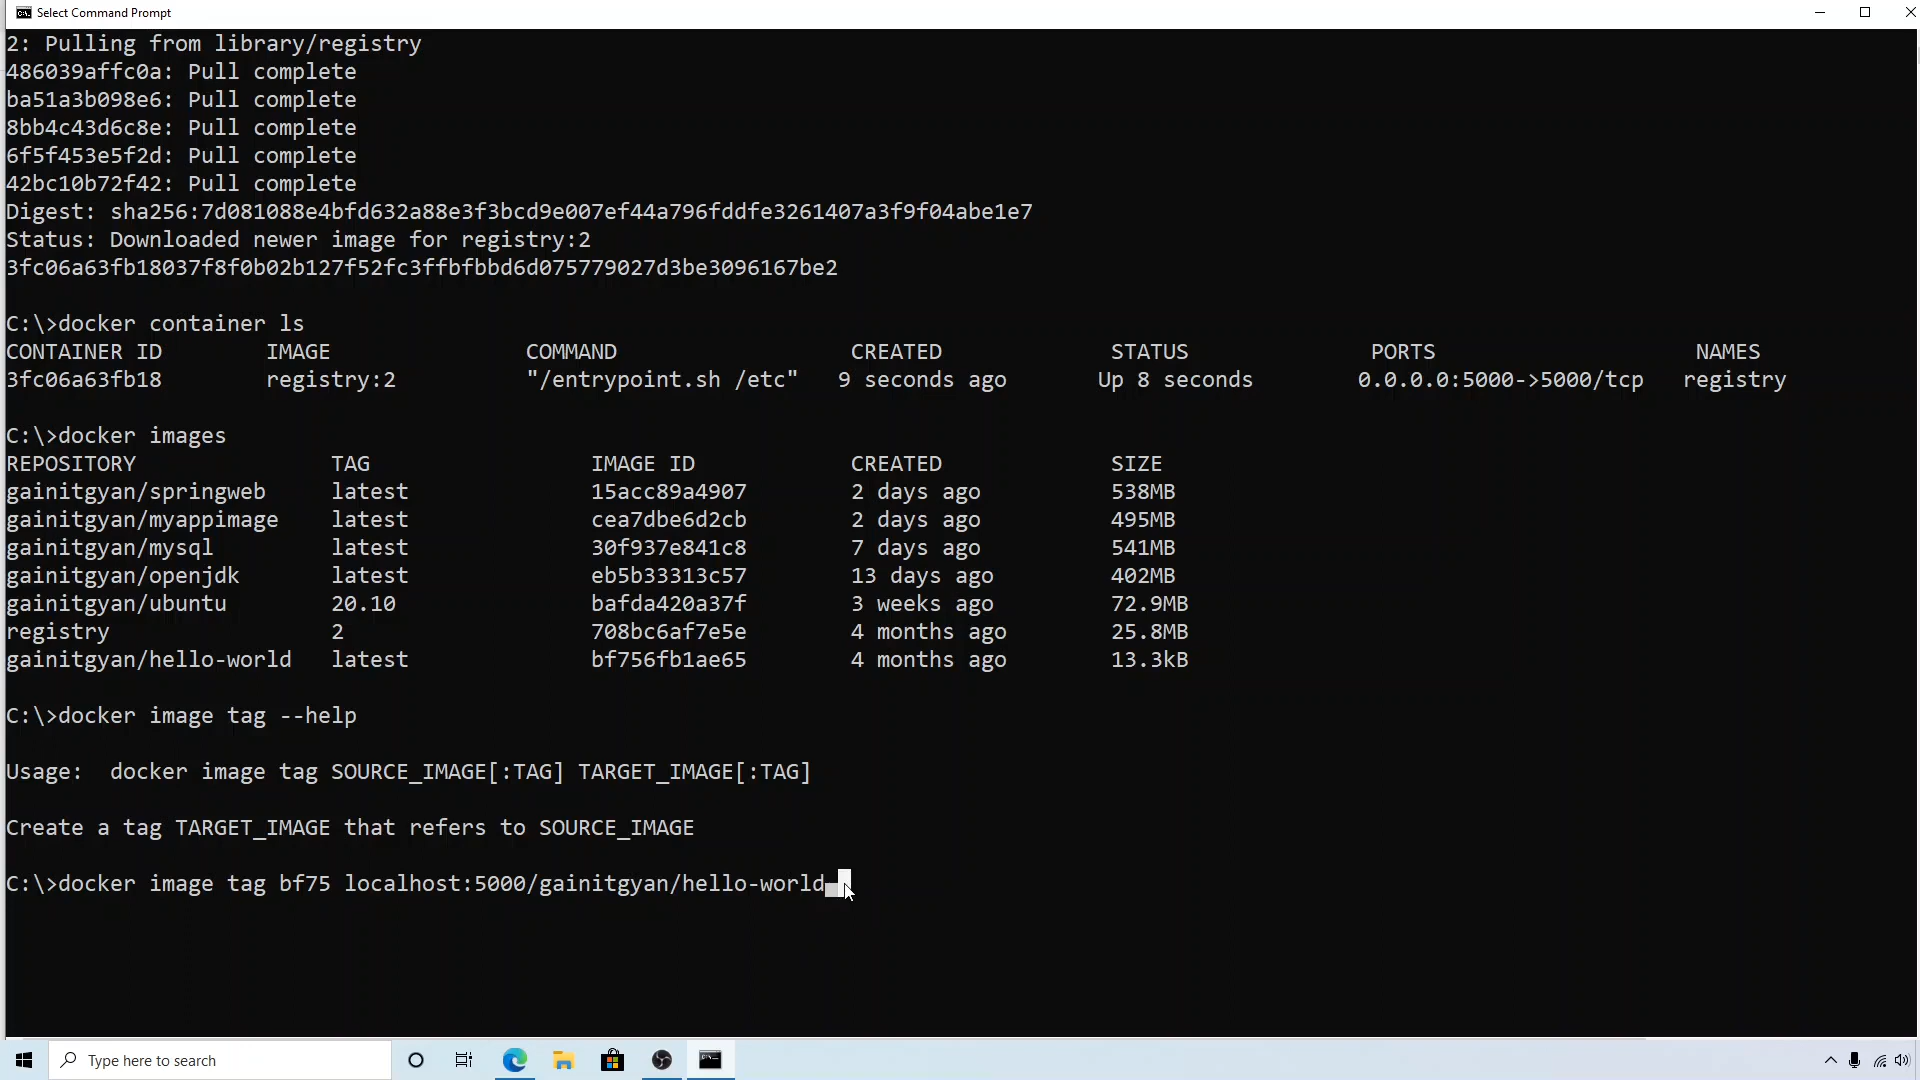 Select Command Prompt
2: Pulling from library/registry
486039affc0a: Pull complete
ba51a3b098e6: Pull complete
8bb4c43d6c8e: Pull complete
6f5f453e5f2d: Pull complete
42bc10b72f42: Pull complete
Digest: sha256:7d081088e4bfd632a88e3f3bcd9e007ef44a796fddfe3261407a3f9f04abe1e7
Status: Downloaded newer image for registry:2
3fc06a63fb18037f8f0b02b127f52fc3ffbfbbd6d075779027d3be3096167be2
C:\>docker container ls
CONTAINER ID IMAGE COMMAND CREATED STATUS PORTS NAMES
3fc06a63fb18 registry:2 "/entrypoint.sh /etc" 9 seconds ago Up 8 seconds 0.0.0.0:5000->5000/tcp registry
C:\>docker images
REPOSITORY TAG IMAGE ID CREATED SIZE
gainitgyan/springweb latest 15acc89a4907 2 days ago 538MB
gainitgyan/myappimage latest cea7dbe6d2cb 2 days ago 495MB
gainitgyan/mysql latest 30f937e841c8 7 days ago 541MB
gainitgyan/openjdk latest eb5b33313c57 13 days ago 402MB
gainitgyan/ubuntu 20.10 bafda420a37f 3 weeks ago 72.9MB
registry 2 708bc6af7e5e 4 months ago 25.8MB
gainitgyan/hello-world latest bf756fb1ae65 4 months ago 13.3kB
C:\>docker image tag --help
Usage: docker image tag SOURCE_IMAGE[:TAG] TARGET_IMAGE[:TAG]
Create a tag TARGET_IMAGE that refers to SOURCE_IMAGE
C:\>docker image tag bf75 localhost:5000/gainitgyan/hello-world
Type here to search